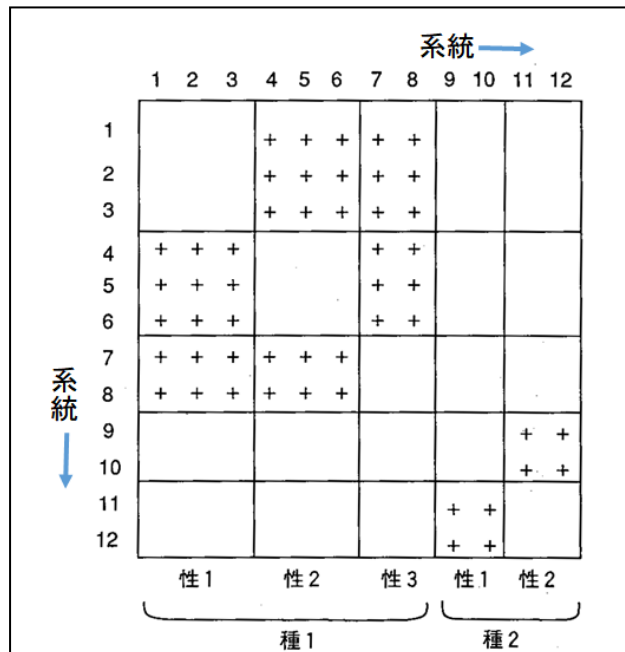 系統
1 2 3 4 5 6 7 8 9 10 11 12
1 + + + + +
2 + + + + +
3 + + + + +
4 + + + + +
5 + + + + +
6 + + + + +
7 + + + + + +
8 + + + + + +
系統
9 + +
10 + +
11 + +
12 + +
性1 性2 性3 性1 性2
種1 種2